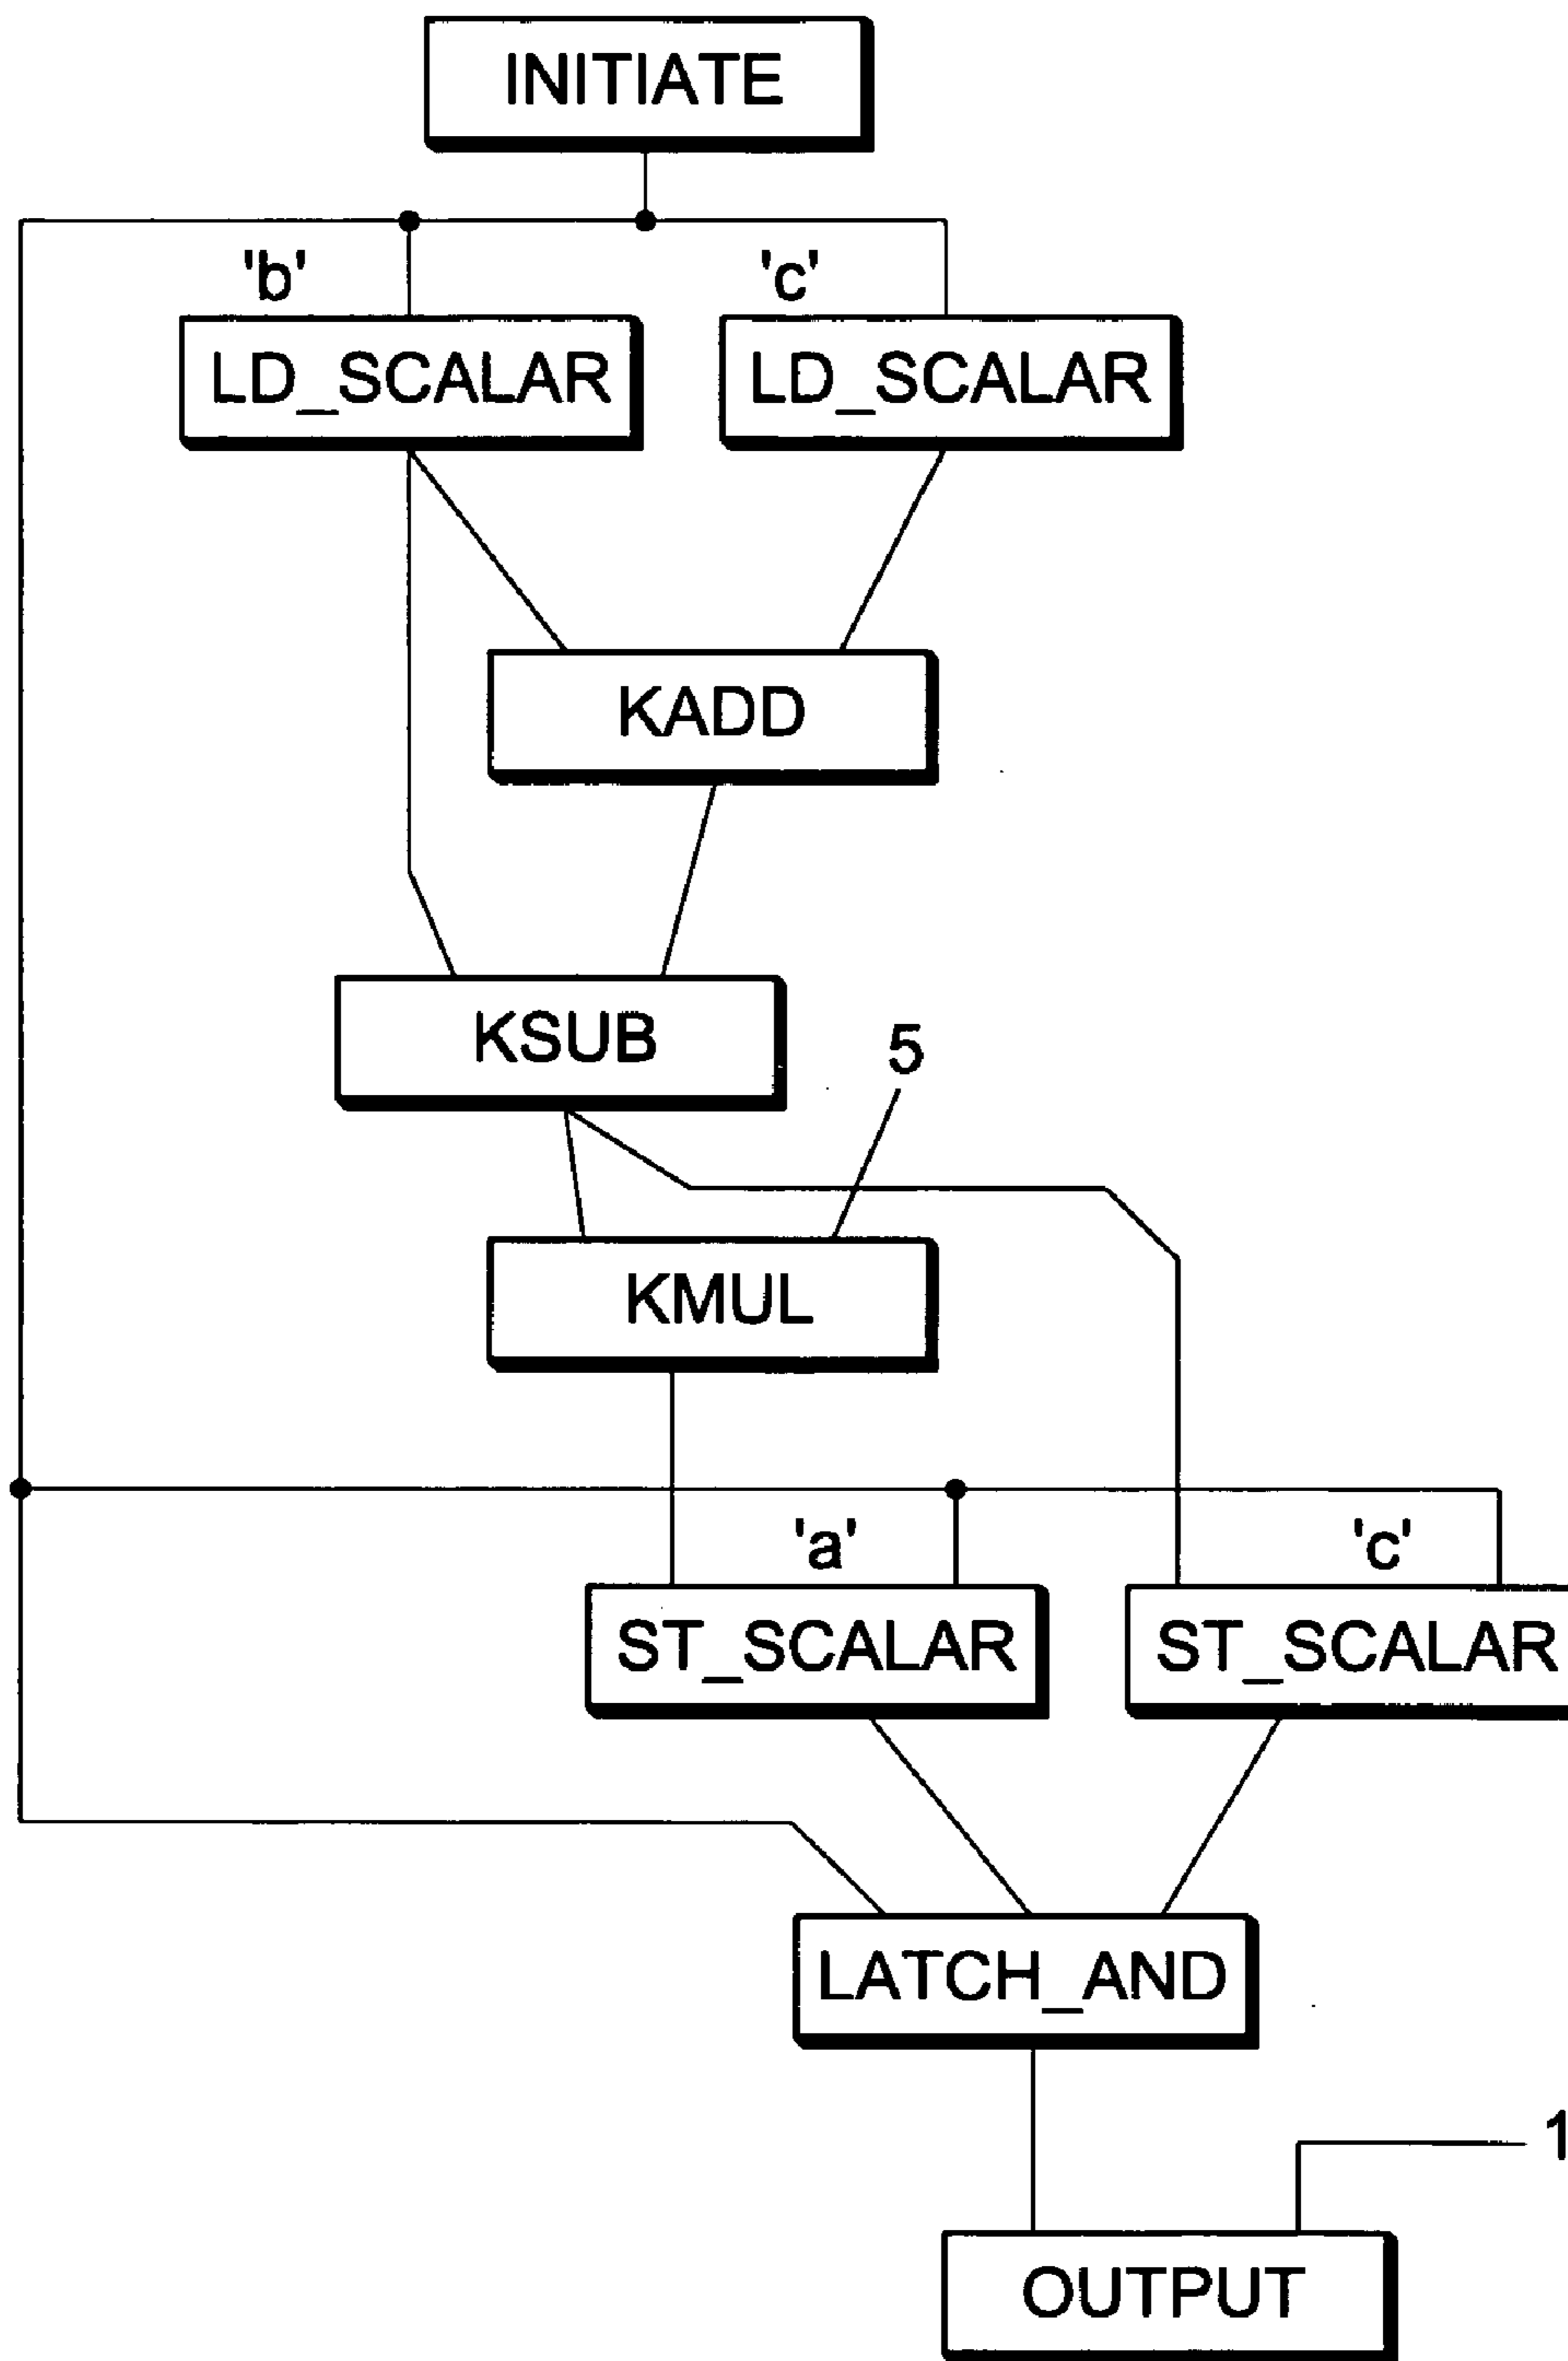 INITIATE
'b' 'c'
LD_SCALAR LD_SCALAR
KADD
KSUB
5
KMUL
'a' 'c'
ST_SCALAR ST_SCALAR
LATCH_AND
1
OUTPUT